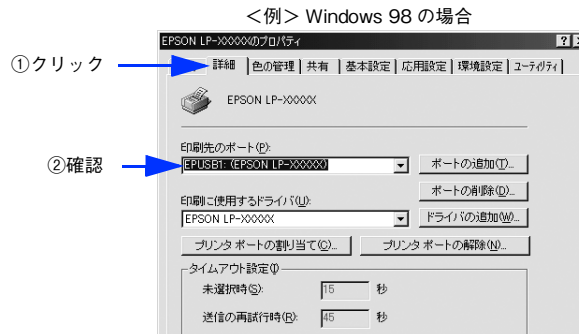 ＜例＞ Windows 98 の場合
EPSON LP-XXXXXのプロパティ
①クリック
詳細 色の管理 共有 基本設定 応用設定 環境設定 ユーティリティ
EPSON LP-XXXXX
印刷先のポート(P):
②確認
EPUSB1: (EPSON LP-XXXXX) ポートの追加(T)...
ポートの削除(D)...
印刷に使用するドライバ(U):
EPSON LP-XXXXX ドライバの追加(W)...
プリンタ ポートの割り当て(C)... プリンタ ポートの解除(N)...
タイムアウト設定(I)
未選択時(S): 15 秒
送信の再試行時(R): 45 秒